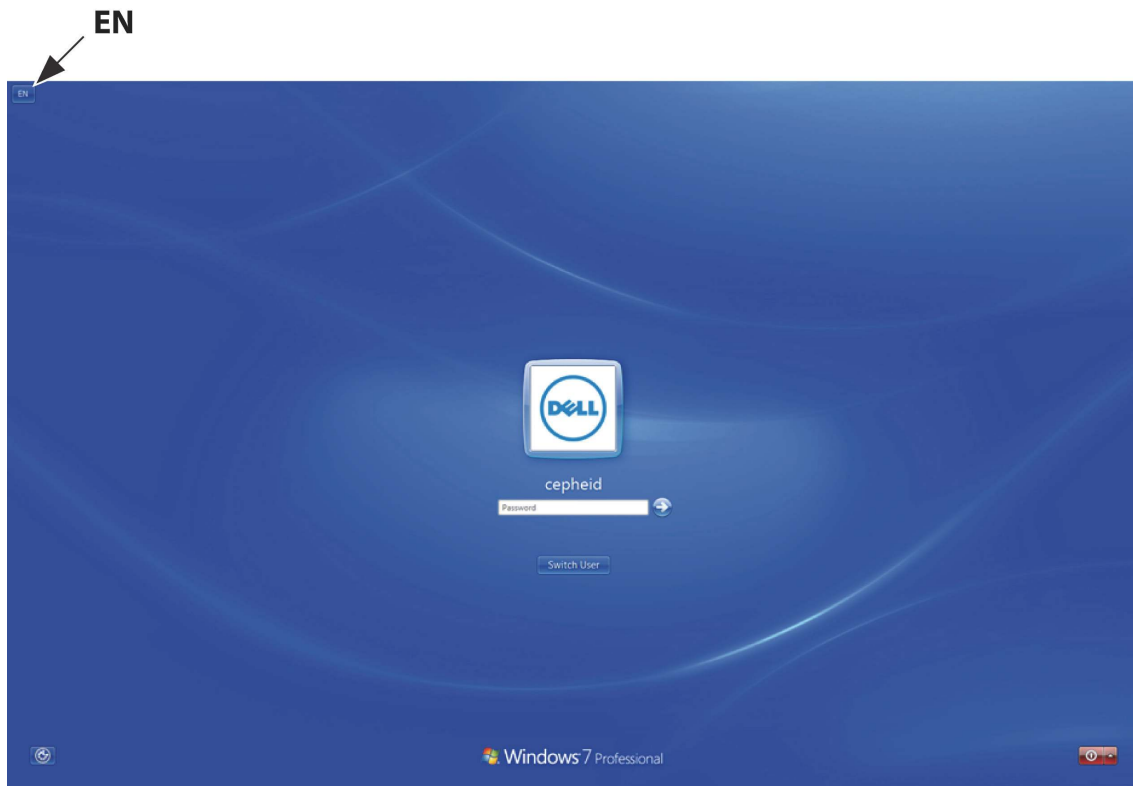 EN
EN
DELL
cepheid
Password
Switch User
Windows 7 Professional